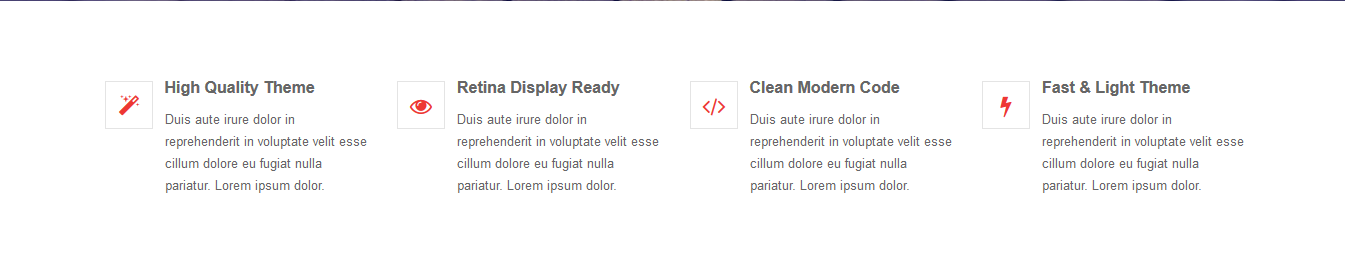 High Quality Theme
Duis aute irure dolor in
reprehenderit in voluptate velit esse
cillum dolore eu fugiat nulla
pariatur. Lorem ipsum dolor.
Retina Display Ready
Duis aute irure dolor in
reprehenderit in voluptate velit esse
cillum dolore eu fugiat nulla
pariatur. Lorem ipsum dolor.
Clean Modern Code
Duis aute irure dolor in
reprehenderit in voluptate velit esse
cillum dolore eu fugiat nulla
pariatur. Lorem ipsum dolor.
Fast & Light Theme
Duis aute irure dolor in
reprehenderit in voluptate velit esse
cillum dolore eu fugiat nulla
pariatur. Lorem ipsum dolor.